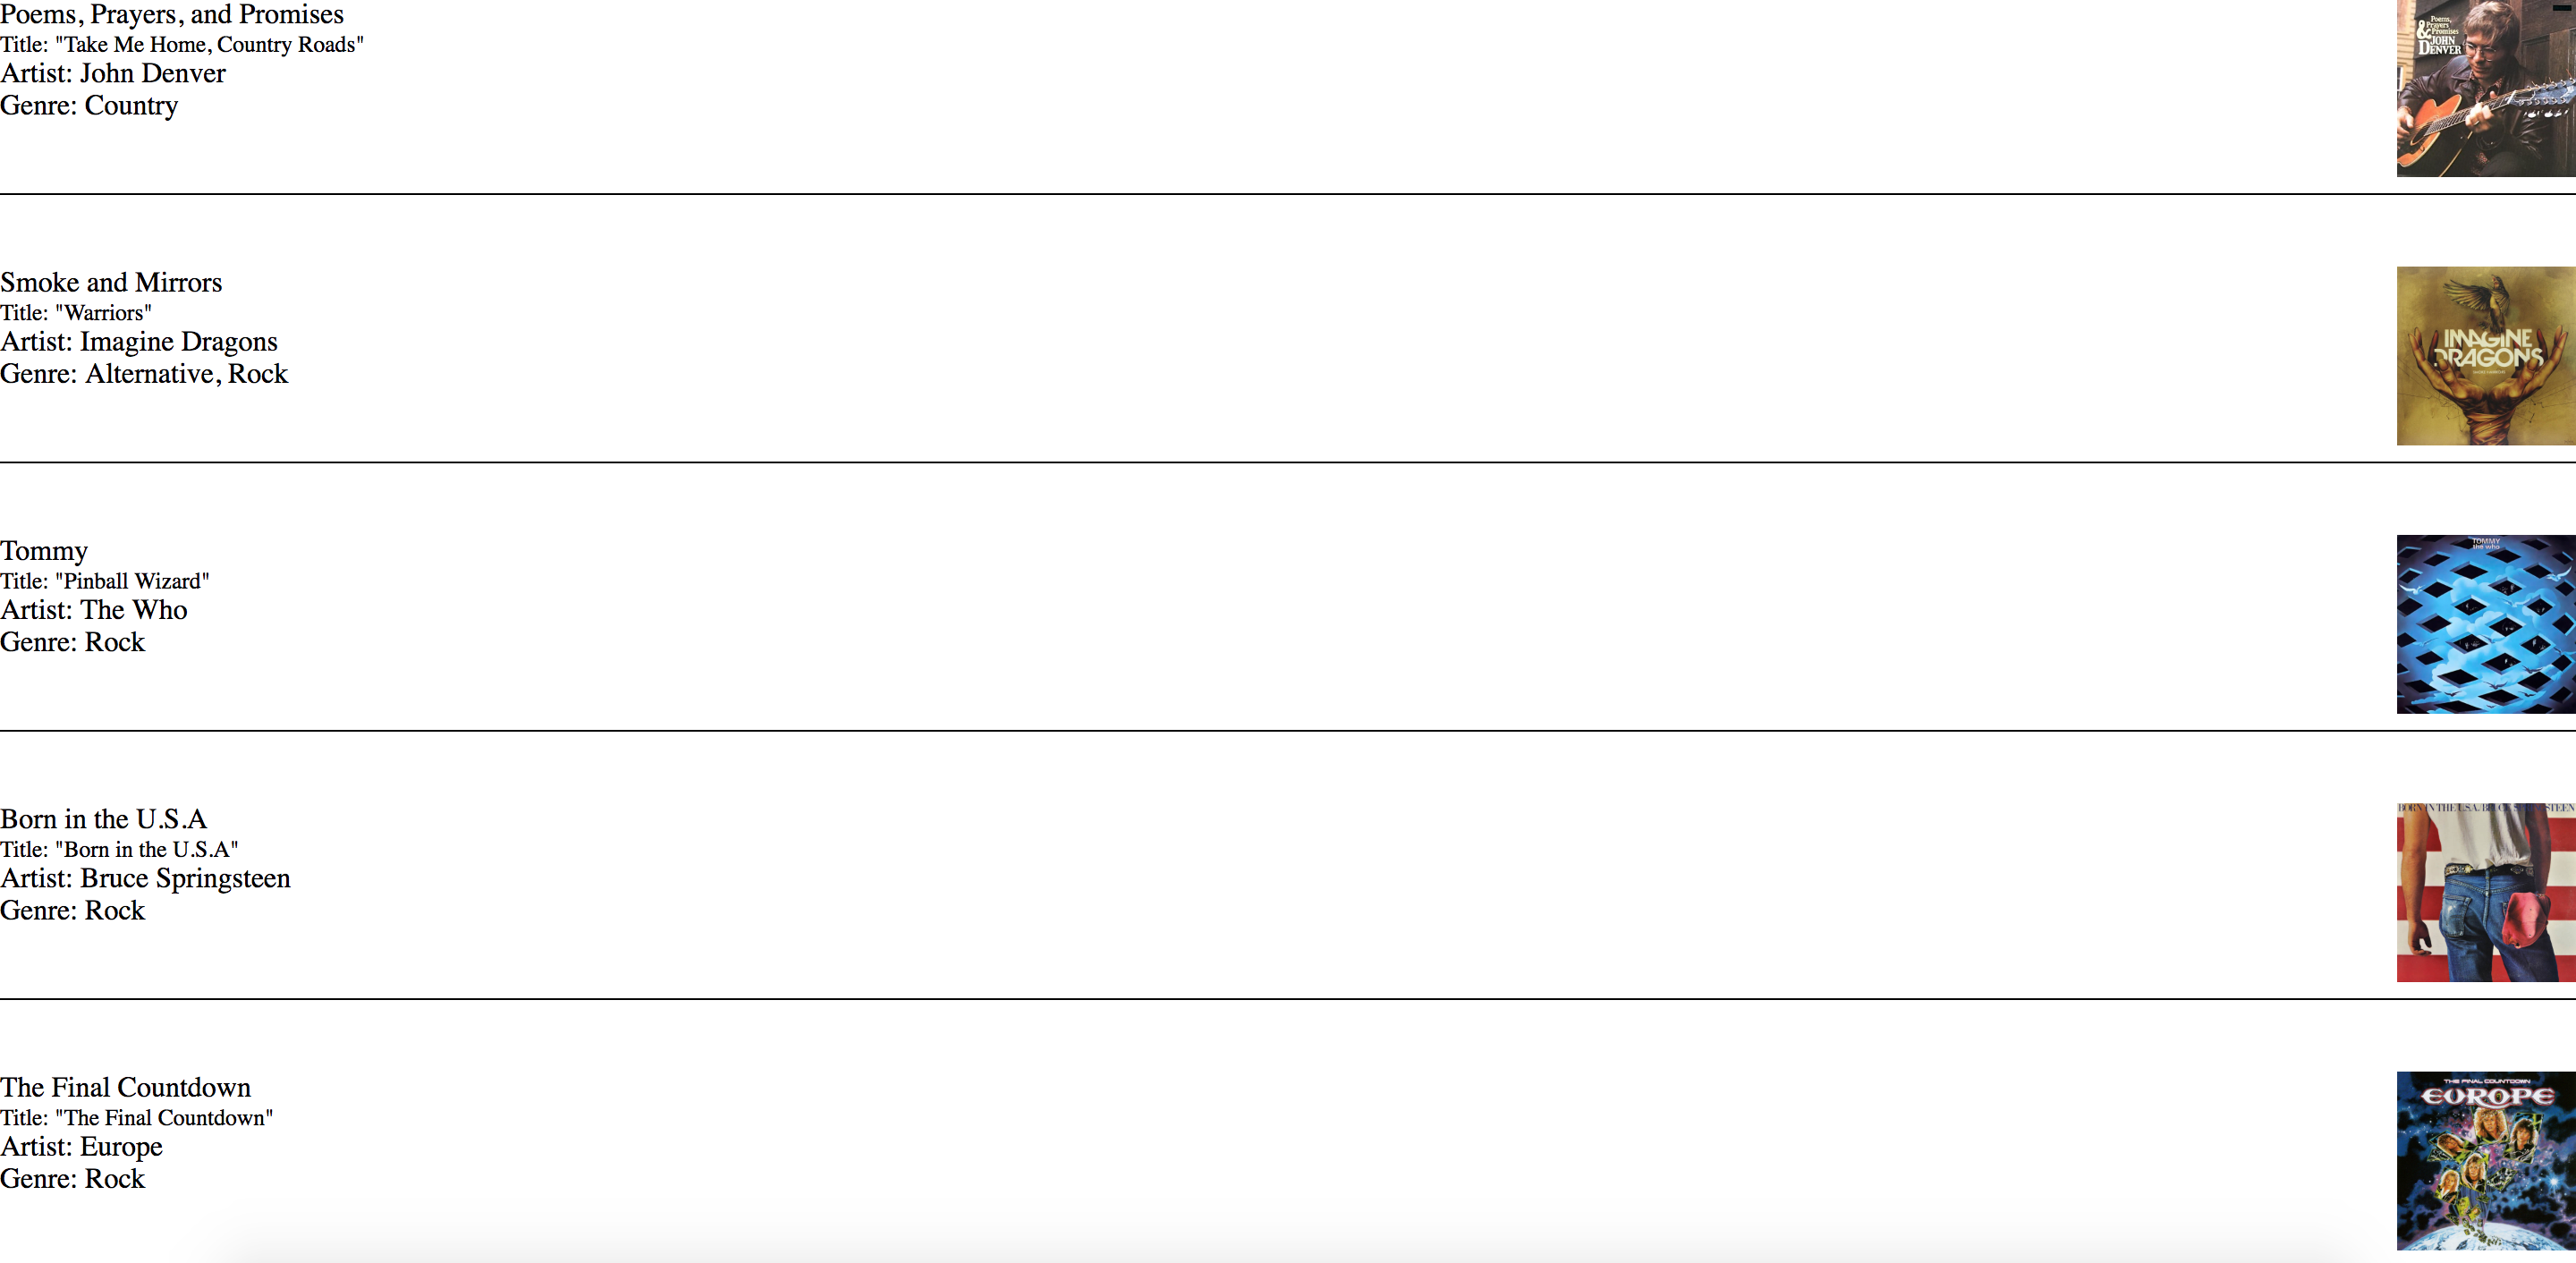 Poems, Prayers, and Promises
Title: "Take Me Home, Country Roads"
Artist: John Denver
Genre: Country
Poems,
Prayers
& Promises
JOHN
DENVER
Smoke and Mirrors
Title: "Warriors"
Artist: Imagine Dragons
Genre: Alternative, Rock
IMAGINE
DRAGONS
Tommy
Title: "Pinball Wizard"
Artist: The Who
Genre: Rock
TOMMY
the who
Born in the U.S.A
Title: "Born in the U.S.A"
Artist: Bruce Springsteen
Genre: Rock
BORN IN THE U.S.A./BRUCE SPRINGSTEEN
The Final Countdown
Title: "The Final Countdown"
Artist: Europe
Genre: Rock
THE FINAL COUNTDOWN
EUROPE